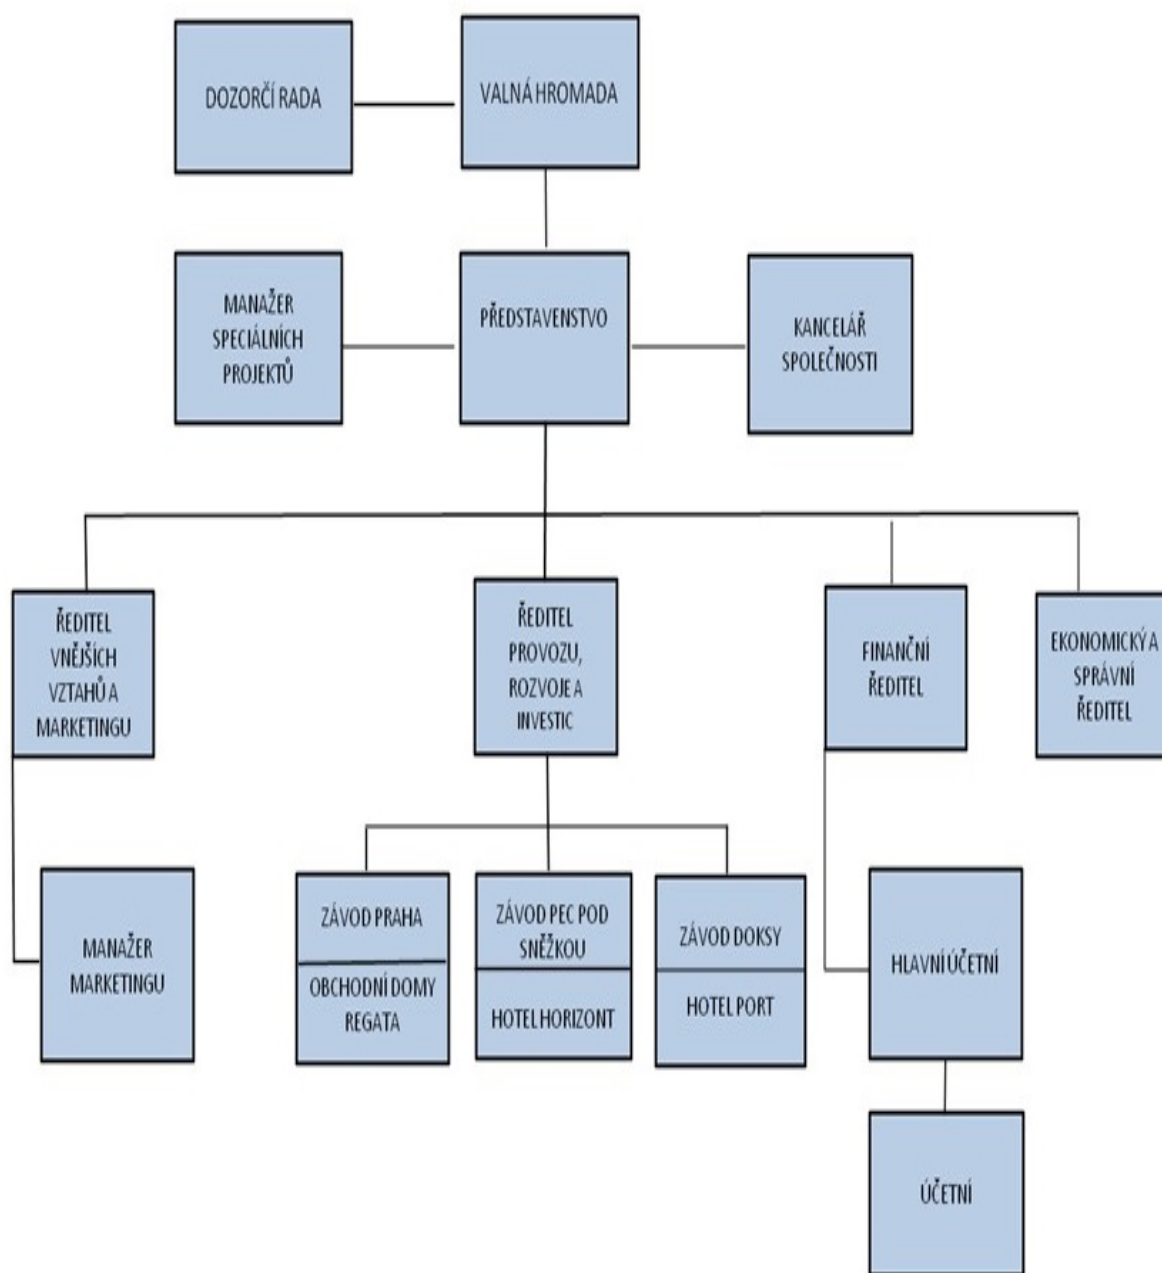 DOZORČÍ RADA
VALNÁ HROMADA
MANAŽER
SPECIÁLNÍCH
PROJEKTŮ
PŘEDSTAVENSTVO
KANCELÁŘ
SPOLEČNOSTI
ŘEDITEL
VNĚJŠÍCH
VZTAHŮ A
MARKETINGU
ŘEDITEL
PROVOZU,
ROZVOJE A
INVESTIC
FINANČNÍ
ŘEDITEL
EKONOMICKÝ A
SPRÁVNÍ
ŘEDITEL
MANAŽER
MARKETINGU
ZÁVOD PRAHA
OBCHODNÍ DOMY
REGATA
ZÁVOD PEC POD
SNĚŽKOU
HOTEL HORIZONT
ZÁVOD DOKSY
HOTEL PORT
HLAVNÍ ÚČETNÍ
ÚČETNÍ